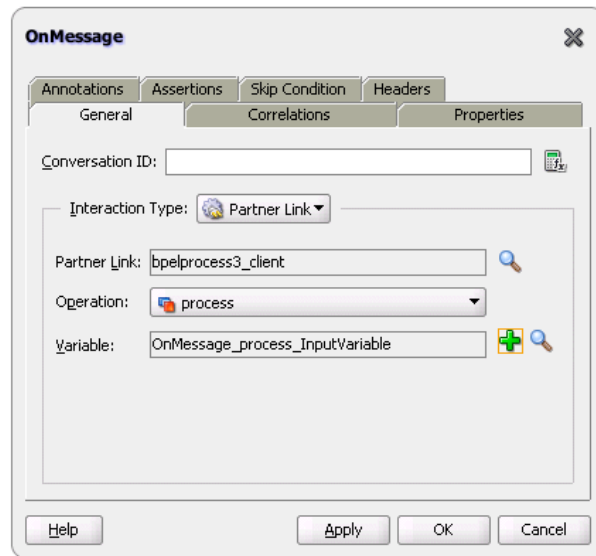 OnMessage
Annotations Assertions Skip Condition Headers
General Correlations Properties
Conversation ID:
Interaction Type: Partner Link
Partner Link: bpelprocess3_client
Operation: process
Variable: OnMessage_process_InputVariable
Help Apply OK Cancel